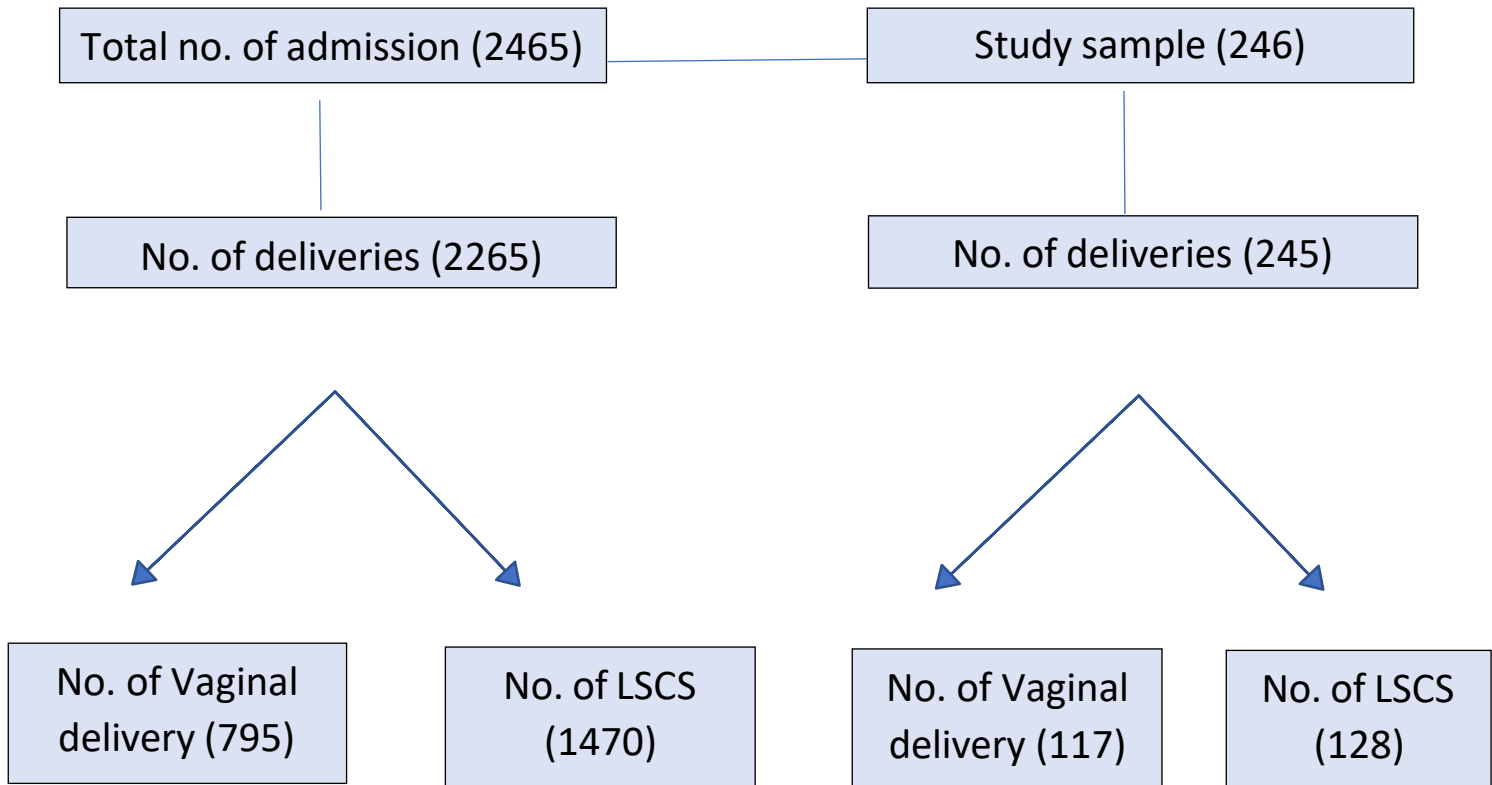 Total no. of admission (2465)
Study sample (246)
No. of deliveries (2265)
No. of deliveries (245)
No. of Vaginal
delivery (795)
No. of LSCS
(1470)
No. of Vaginal
delivery (117)
No. of LSCS
(128)